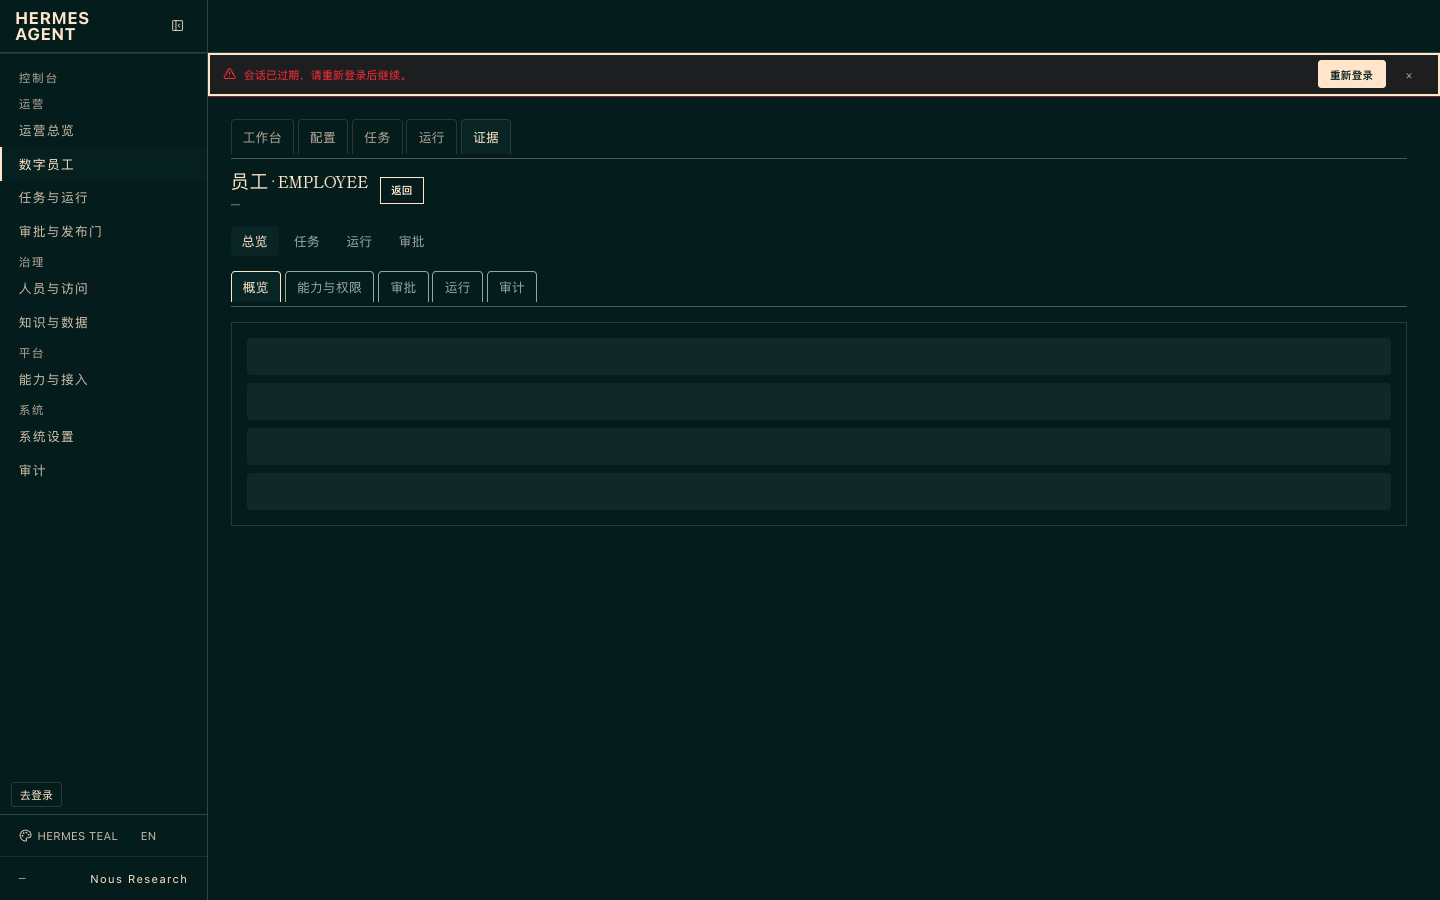 HERMES
AGENT
控制台
运营
运营总览
数字员工
任务与运行
审批与发布门
治理
人员与访问
知识与数据
平台
能力与接入
系统
系统设置
审计
去登录
HERMES TEAL EN
— Nous Research
会话已过期，请重新登录后继续。 重新登录 ×
工作台 配置 任务 运行 证据
员工 · EMPLOYEE 返回
—
总览 任务 运行 审批
概览 能力与权限 审批 运行 审计